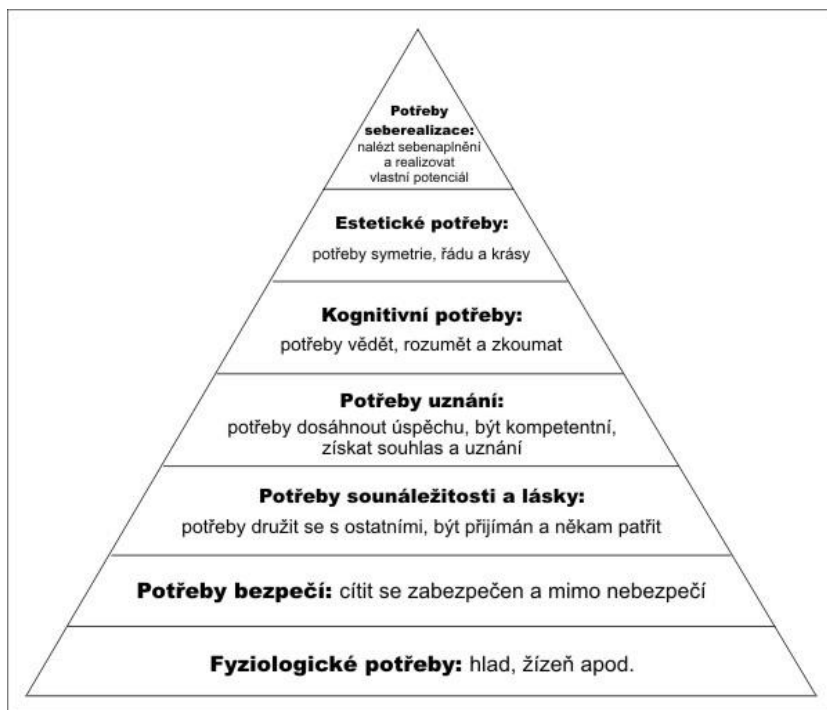 Potřeby
seberealizace:
nalézt sebenaplnění
a realizovat
vlastní potenciál
Estetické potřeby:
potřeby symetrie, řádu a krásy
Kognitivní potřeby:
potřeby vědět, rozumět a zkoumat
Potřeby uznání:
potřeby dosáhnout úspěchu, být kompetentní,
získat souhlas a uznání
Potřeby sounáležitosti a lásky:
potřeby družit se s ostatními, být přijímán a někam patřit
Potřeby bezpečí: cítit se zabezpečen a mimo nebezpečí
Fyziologické potřeby: hlad, žízeň apod.